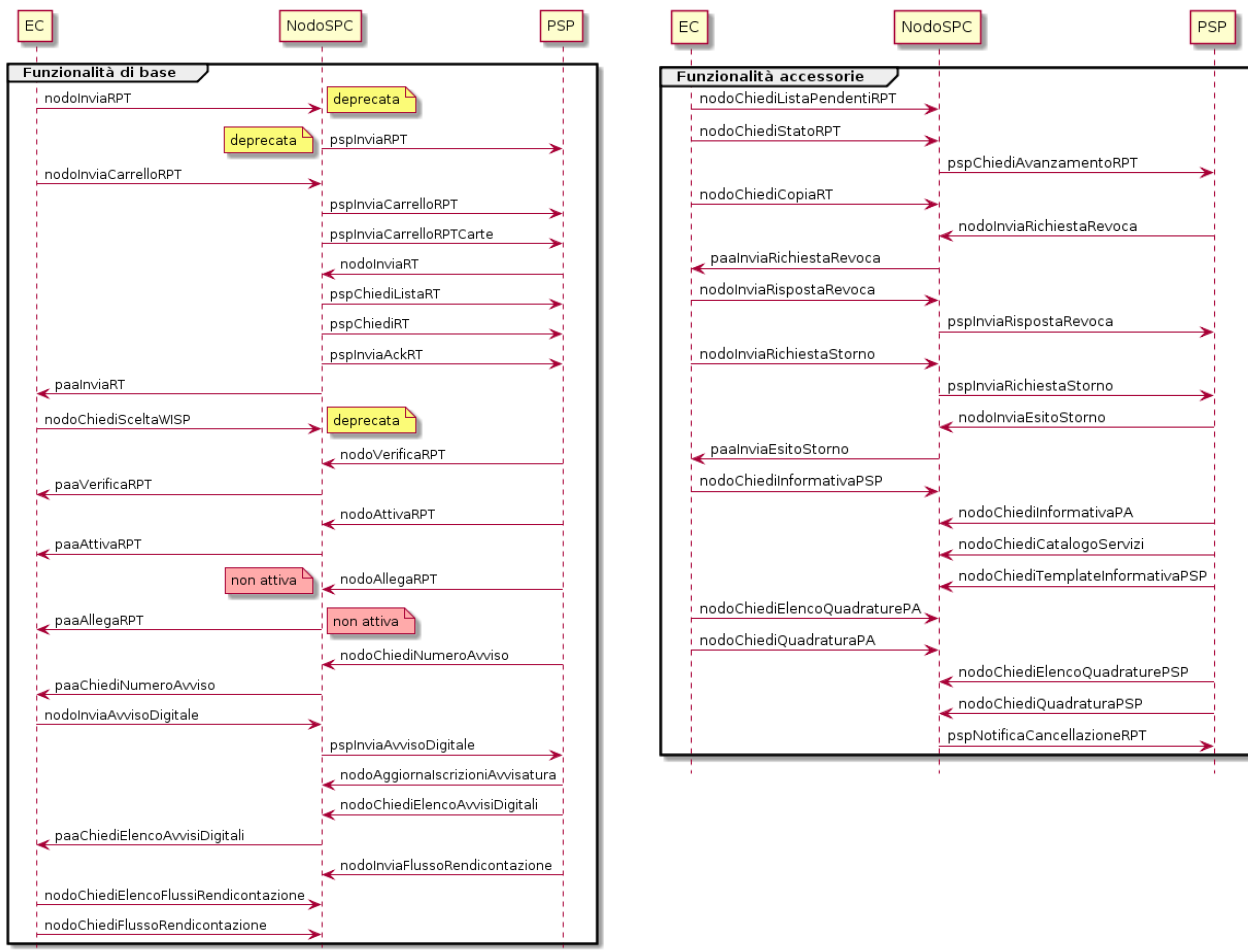 EC
NodoSPC
PSP
Funzionalità di base
nodoInviaRPT
deprecata
deprecata
pspInviaRPT
nodoInviaCarrelloRPT
pspInviaCarrelloRPT
pspInviaCarrelloRPTCarte
nodoInviaRT
pspChiediListaRT
pspChiediRT
pspInviaAckRT
paaInviaRT
nodoChiediSceltaWISP
deprecata
nodoVerificaRPT
paaVerificaRPT
nodoAttivaRPT
paaAttivaRPT
non attiva
nodoAllegaRPT
paaAllegaRPT
non attiva
nodoChiediNumeroAvviso
paaChiediNumeroAvviso
nodoInviaAvvisoDigitale
pspInviaAvvisoDigitale
nodoAggiornaIscrizioniAvvisatura
nodoChiediElencoAvvisiDigitali
paaChiediElencoAvvisiDigitali
nodoInviaFlussoRendicontazione
nodoChiediElencoFlussiRendicontazione
nodoChiediFlussoRendicontazione
EC
NodoSPC
PSP
Funzionalità accessorie
nodoChiediListaPendentiRPT
nodoChiediStatoRPT
pspChiediAvanzamentoRPT
nodoChiediCopiaRT
nodoInviaRichiestaRevoca
paaInviaRichiestaRevoca
nodoInviaRispostaRevoca
pspInviaRispostaRevoca
nodoInviaRichiestaStorno
pspInviaRichiestaStorno
nodoInviaEsitoStorno
paaInviaEsitoStorno
nodoChiediInformativaPSP
nodoChiediInformativaPA
nodoChiediCatalogoServizi
nodoChiediTemplateInformativaPSP
nodoChiediElencoQuadraturePA
nodoChiediQuadraturaPA
nodoChiediElencoQuadraturePSP
nodoChiediQuadraturaPSP
pspNotificaCancellazioneRPT